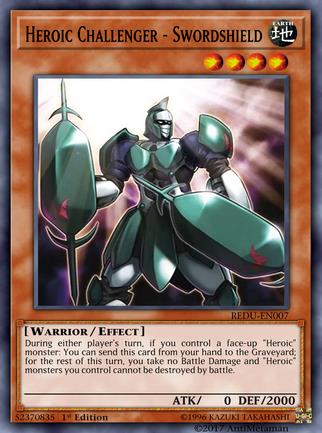 Heroic Challenger - Swordshield
EARTH
地
REDU-EN007
[Warrior / Effect]
During either player's turn, if you control a face-up "Heroic"
monster: You can send this card from your hand to the Graveyard;
for the rest of this turn, you take no Battle Damage and "Heroic"
monsters you control cannot be destroyed by battle.
ATK/ 0 DEF/2000
52370835 1st Edition ©1996 KAZUKI TAKAHASHI
©2017 AntiMetaman